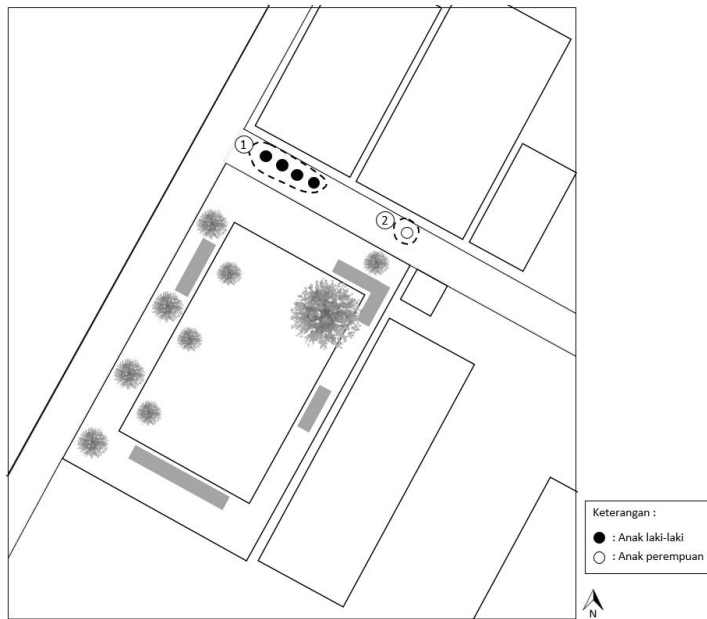 1
2
Keterangan :
: Anak laki-laki
: Anak perempuan
N